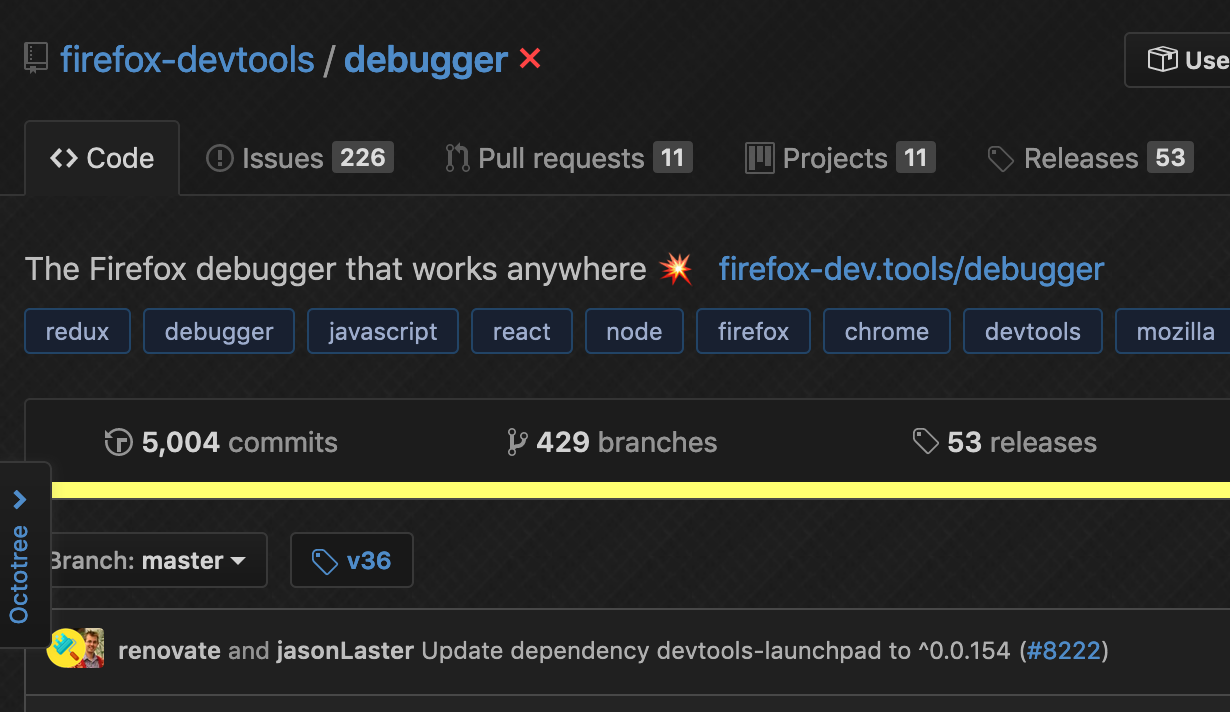 firefox-devtools / debugger
Use
Code Issues 226 Pull requests 11 Projects 11 Releases 53
The Firefox debugger that works anywhere 💥 firefox-dev.tools/debugger
redux debugger javascript react node firefox chrome devtools mozilla
5,004 commits 429 branches 53 releases
Octotree
Branch: master v36
renovate and jasonLaster Update dependency devtools-launchpad to ^0.0.154 (#8222)